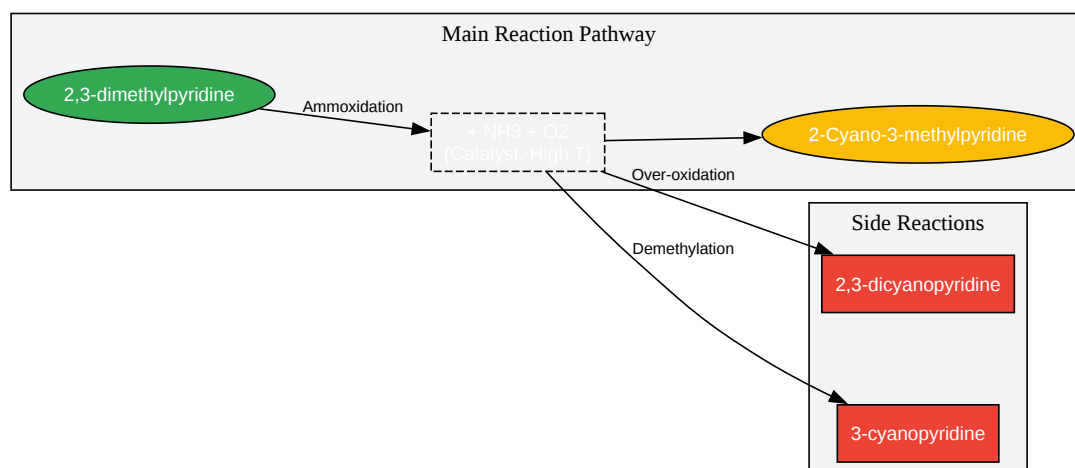 Main Reaction Pathway
2,3-dimethylpyridine
Ammoxidation
+ NH3 + O2
(Catalyst, High T)
2-Cyano-3-methylpyridine
Over-oxidation
Side Reactions
Demethylation
2,3-dicyanopyridine
3-cyanopyridine